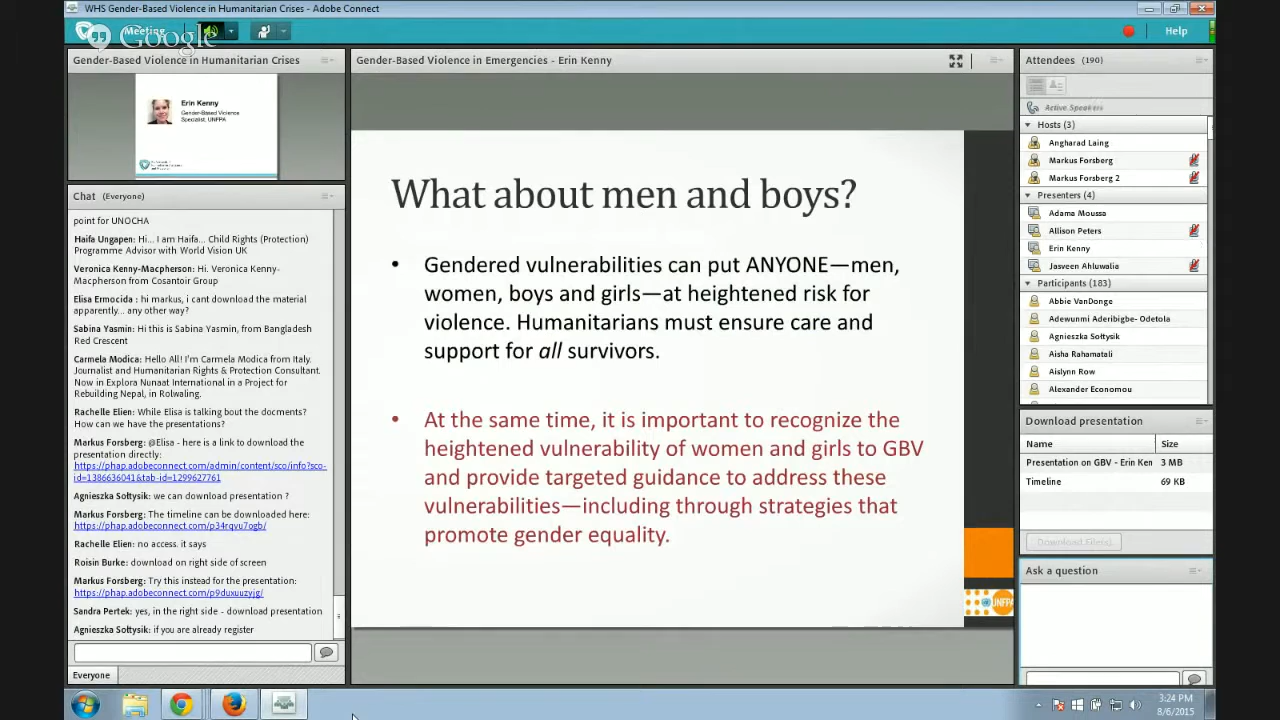 WHS Gender-Based Violence in Humanitarian Crises - Adobe Connect
Meeting
Google
Help
Gender-Based Violence in Humanitarian Crises
Erin Kenny
Gender-Based Violence
Specialist, UNFPA
Chat (Everyone)
point for UNOCHA
Haifa Ungapen: Hi... I am Haifa... Child Rights (Protection)
Programme Advisor with World Vision UK
Veronica Kenny-Macpherson: Hi. Veronica Kenny-
Macpherson from Cosantoir Group
Elisa Ermocida : hi markus, i cant download the material
apparently... any other way?
Sabina Yasmin: Hi this is Sabina Yasmin, from Bangladesh
Red Crescent
Carmela Modica: Hello All! I'm Carmela Modica from Italy.
Journalist and Humanitarian Rights & Protection Consultant.
Now in Explora Nunaat International in a Project for
Rebuilding Nepal, in Rolwaling.
Rachelle Elien: While Elisa is talking bout the docments?
How can we have the presentations?
Markus Forsberg: @Elisa - here is a link to download the
presentation directly:
https://phap.adobeconnect.com/admin/content/sco/info?sco-
id=1386636041&tab-id=1299627761
Agnieszka Sołtysik: we can download presentation ?
Markus Forsberg: The timeline can be downloaded here:
https://phap.adobeconnect.com/p34rqvu7ogb/
Rachelle Elien: no access. it says
Roisin Burke: download on right side of screen
Markus Forsberg: Try this instead for the presentation:
https://phap.adobeconnect.com/p9duxuuzyjg/
Sandra Pertek: yes, in the right side - download presentation
Agnieszka Sołtysik: if you are already register
Everyone
Gender-Based Violence in Emergencies - Erin Kenny
What about men and boys?
• Gendered vulnerabilities can put ANYONE—men,
women, boys and girls—at heightened risk for
violence. Humanitarians must ensure care and
support for all survivors.
• At the same time, it is important to recognize the
heightened vulnerability of women and girls to GBV
and provide targeted guidance to address these
vulnerabilities—including through strategies that
promote gender equality.
UNFPA
Attendees (190)
Active Speakers
Hosts (3)
Angharad Laing
Markus Forsberg
Markus Forsberg 2
Presenters (4)
Adama Moussa
Allison Peters
Erin Kenny
Jasveen Ahluwalia
Participants (183)
Abbie VanDonge
Adewunmi Aderibigbe- Odetola
Agnieszka Sołtysik
Aisha Rahamatali
Aislynn Row
Alexander Economou
Download presentation
Name Size
Presentation on GBV - Erin Ken 3 MB
Timeline 69 KB
Download File(s)
Ask a question
3:24 PM
8/6/2015